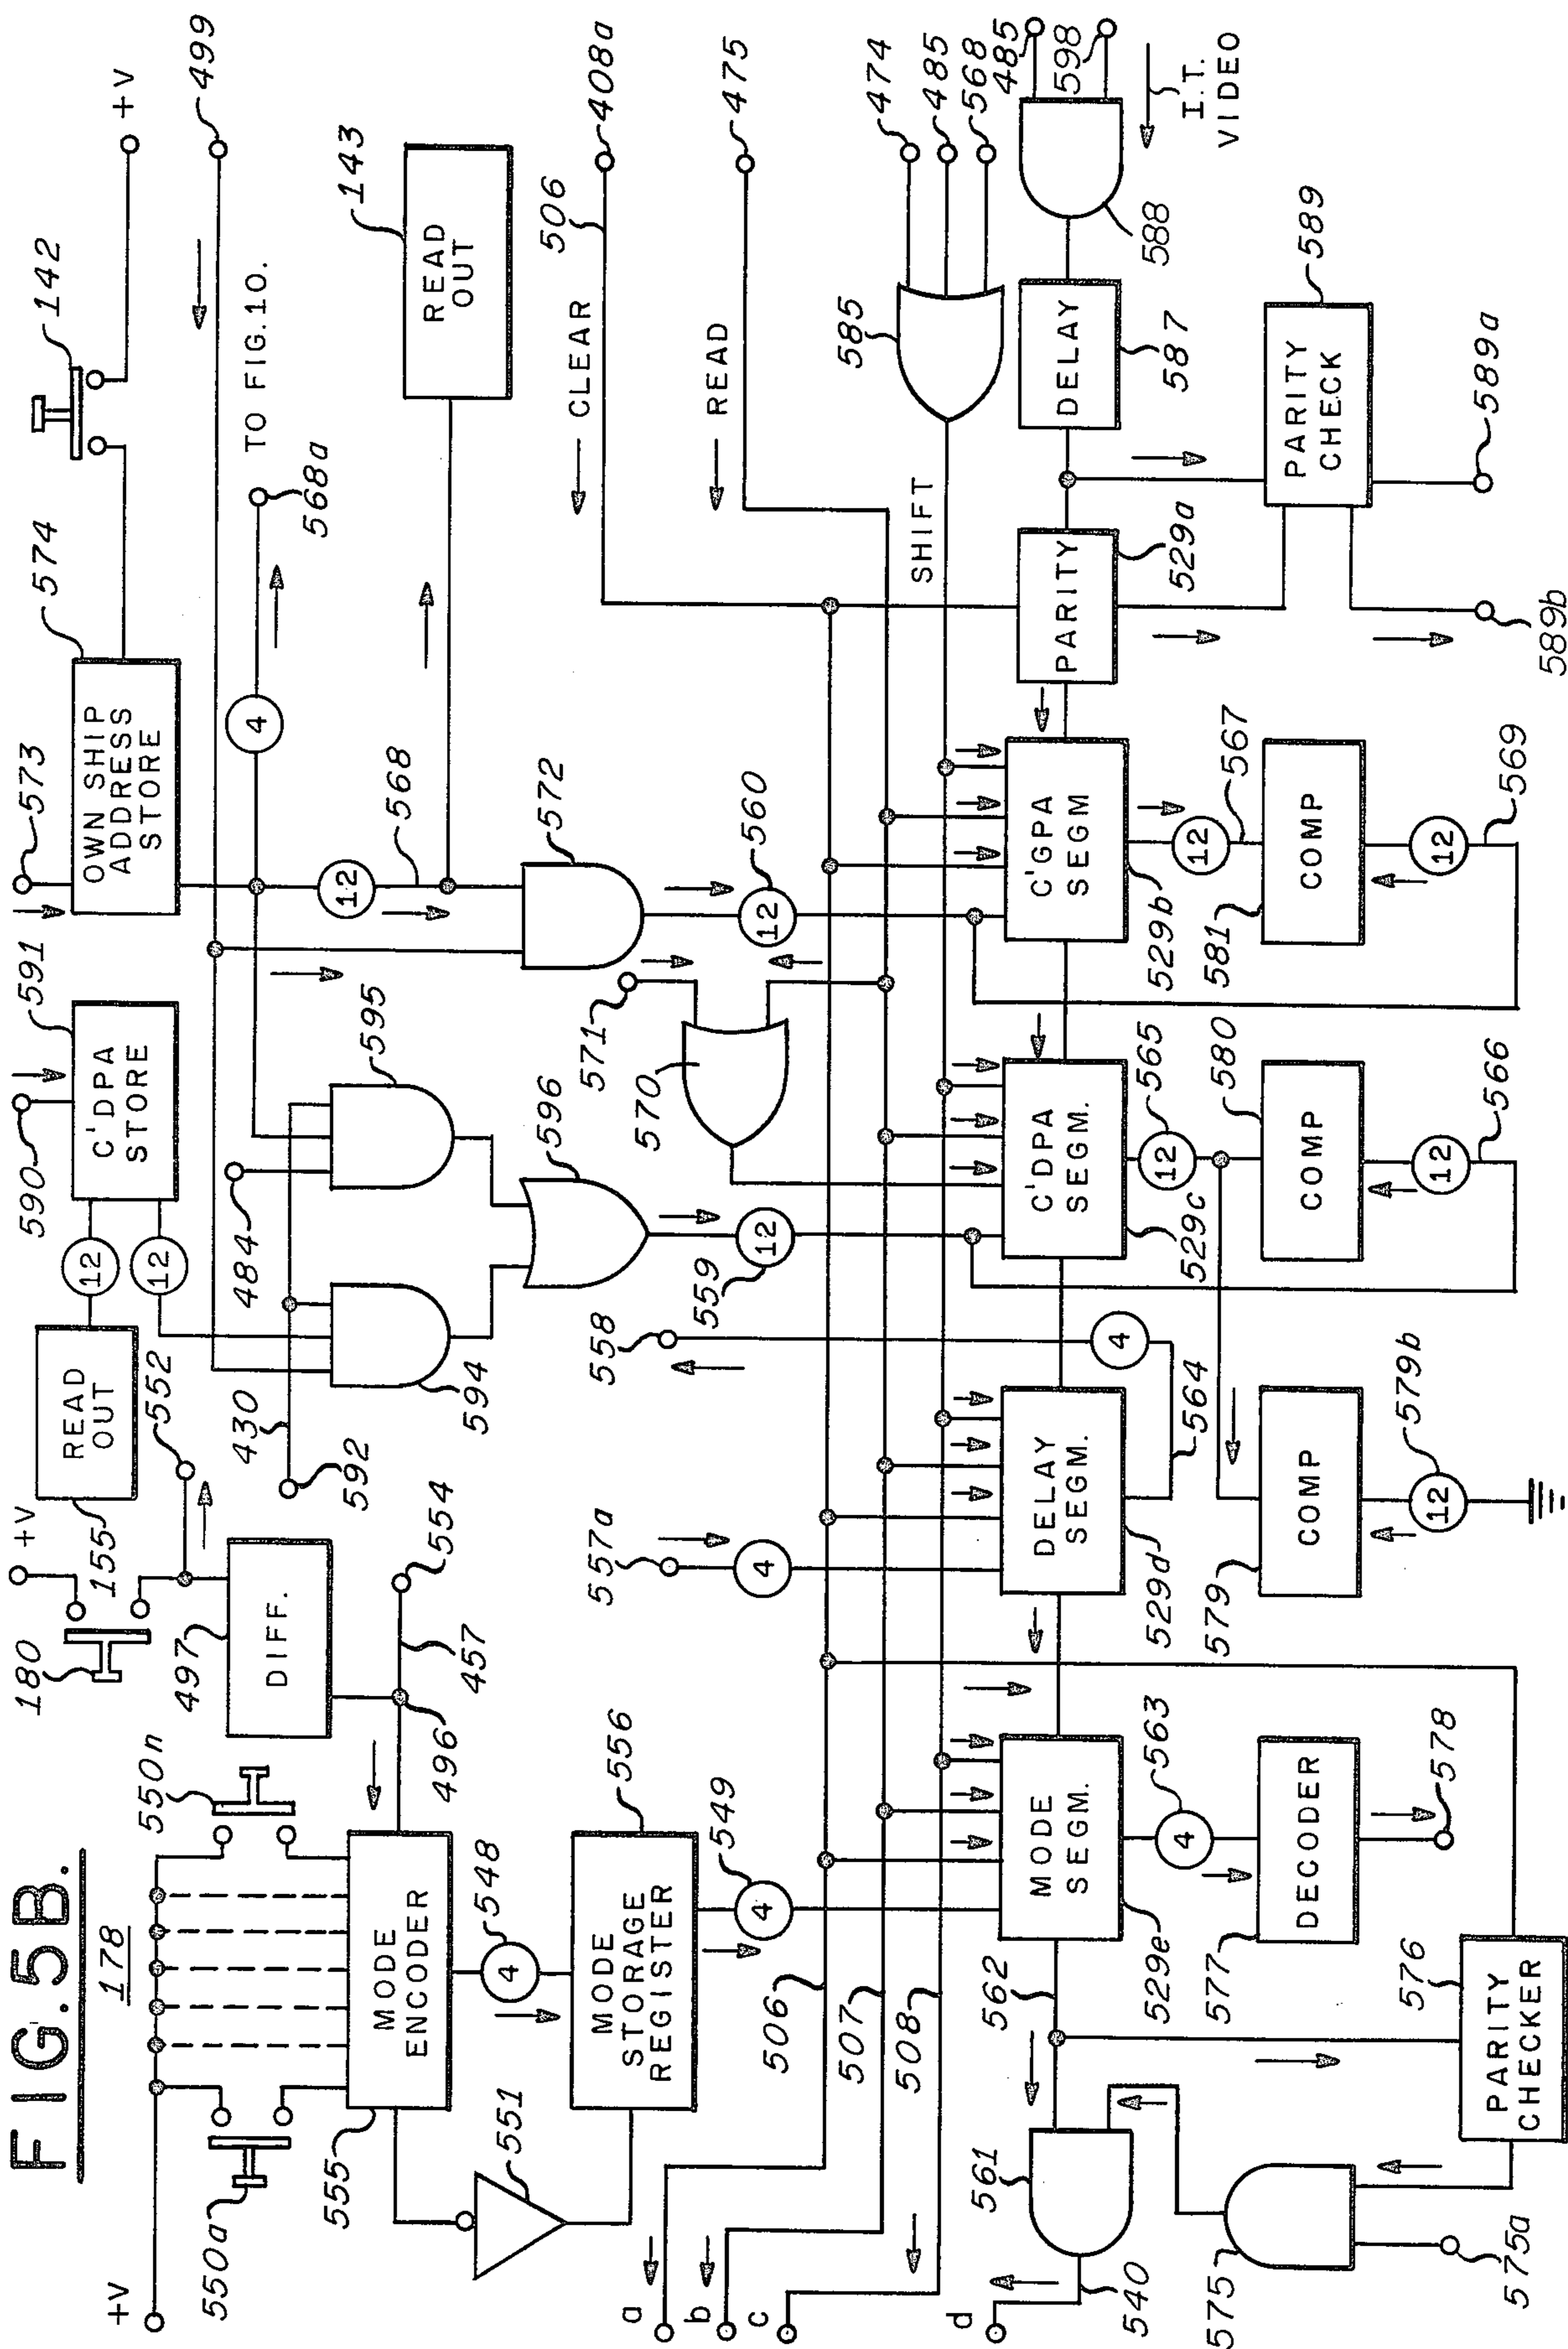 FIG.5B.
178
+V
550a
550n
180
+V
155
READ
OUT
552
497
DIFF.
554
457
496
MODE
ENCODER
555
551
4
548
MODE
STORAGE
REGISTER
556
4
549
590
591
C'DPA
STORE
12
12
573
574
OWN SHIP
ADDRESS
STORE
142
+V
499
4
TO FIG.10.
568a
143
READ
OUT
12
568
430
592
484
594
595
596
572
12
559
12
560
571
570
558
557a
4
4
564
506
CLEAR
408a
READ
475
SHIFT
585
474
485
568
485
598
588
I.T.
VIDEO
DELAY
587
PARITY
529a
PARITY
CHECK
589
589a
589b
C'GPA
SEGM
529b
12
567
COMP
581
12
569
C'DPA
SEGM.
529c
12
565
580
COMP
12
566
DELAY
SEGM.
529d
COMP
579
12
579b
MODE
SEGM.
529e
4
563
DECODER
577
578
506
507
508
562
561
540
a
b
c
d
575
575a
PARITY
CHECKER
576